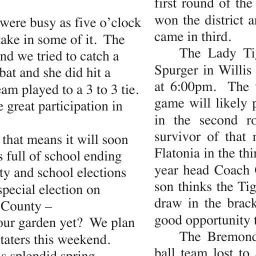 were busy as five o'clock
take in some of it. The
nd we tried to catch a
bat and she did hit a
eam played to a 3 to 3 tie.
e great participation in
that means it will soon
s full of school ending
ty and school elections
special election on
County –
our garden yet? We plan
taters this weekend.
splendid spring
first round of the
won the district a
came in third.
The Lady Ti
Spurger in Willis
at 6:00pm. The
game will likely p
in the second ro
survivor of that
Flatonia in the thi
year head Coach
son thinks the Tig
draw in the brack
good opportunity t
The Bremond
ball team lost to